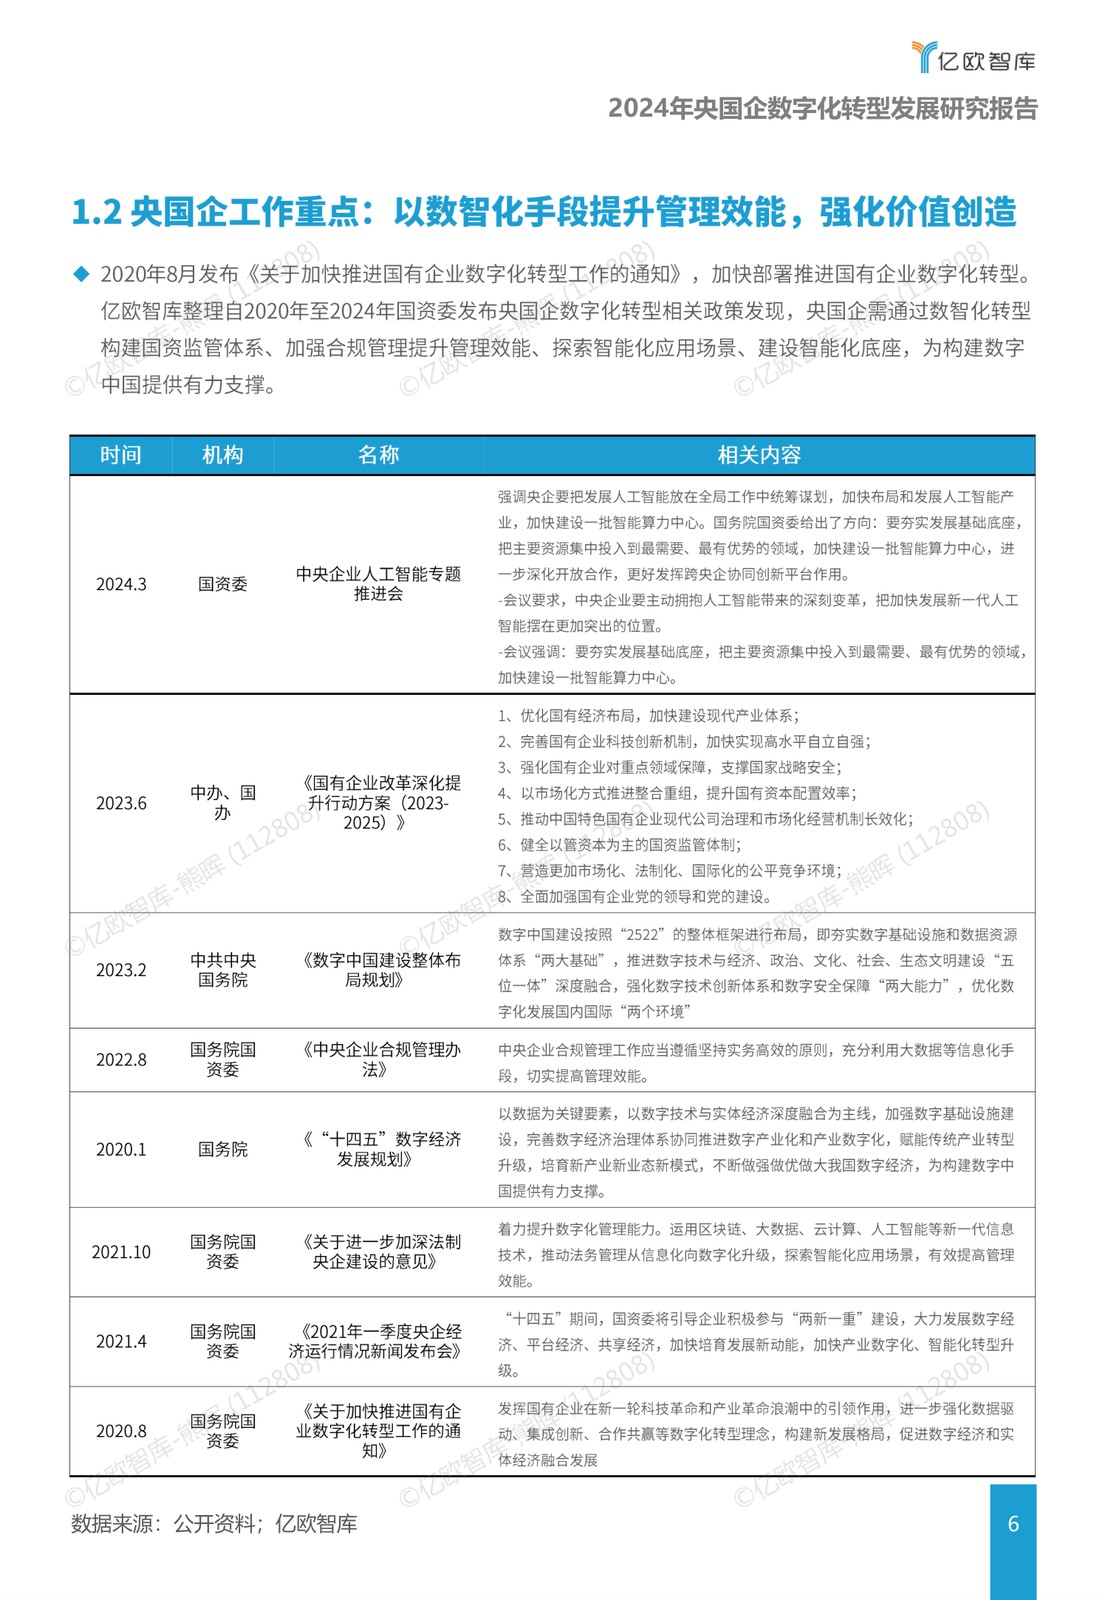 亿欧智库
2024年央国企数字化转型发展研究报告
1.2 央国企工作重点：以数智化手段提升管理效能，强化价值创造
◆ 2020年8月发布《关于加快推进国有企业数字化转型工作的通知》，加快部署推进国有企业数字化转型。
亿欧智库整理自2020年至2024年国资委发布央国企数字化转型相关政策发现，央国企需通过数智化转型
构建国资监管体系、加强合规管理提升管理效能、探索智能化应用场景、建设智能化底座，为构建数字
中国提供有力支撑。
时间 机构 名称 相关内容
2024.3
国资委
中央企业人工智能专题
推进会
强调央企要把发展人工智能放在全局工作中统筹谋划，加快布局和发展人工智能产
业，加快建设一批智能算力中心。国务院国资委给出了方向：要夯实发展基础底座，
把主要资源集中投入到最需要、最有优势的领域，加快建设一批智能算力中心，进
一步深化开放合作，更好发挥跨央企协同创新平台作用。
-会议要求，中央企业要主动拥抱人工智能带来的深刻变革，把加快发展新一代人工
智能摆在更加突出的位置。
-会议强调：要夯实发展基础底座，把主要资源集中投入到最需要、最有优势的领域，
加快建设一批智能算力中心。
2023.6
中办、国
办
《国有企业改革深化提
升行动方案（2023-
2025）》
1、优化国有经济布局，加快建设现代产业体系；
2、完善国有企业科技创新机制，加快实现高水平自立自强；
3、强化国有企业对重点领域保障，支撑国家战略安全；
4、以市场化方式推进整合重组，提升国有资本配置效率；
5、推动中国特色国有企业现代公司治理和市场化经营机制长效化；
6、健全以管资本为主的国资监管体制；
7、营造更加市场化、法制化、国际化的公平竞争环境；
8、全面加强国有企业党的领导和党的建设。
2023.2
中共中央
国务院
《数字中国建设整体布
局规划》
数字中国建设按照“2522”的整体框架进行布局，即夯实数字基础设施和数据资源
体系“两大基础”，推进数字技术与经济、政治、文化、社会、生态文明建设“五
位一体”深度融合，强化数字技术创新体系和数字安全保障“两大能力”，优化数
字化发展国内国际“两个环境”
2022.8
国务院国
资委
《中央企业合规管理办
法》
中央企业合规管理工作应当遵循坚持实务高效的原则，充分利用大数据等信息化手
段，切实提高管理效能。
2020.1
国务院
《“十四五”数字经济
发展规划》
以数据为关键要素，以数字技术与实体经济深度融合为主线，加强数字基础设施建
设，完善数字经济治理体系协同推进数字产业化和产业数字化，赋能传统产业转型
升级，培育新产业新业态新模式，不断做强做优做大我国数字经济，为构建数字中
国提供有力支撑。
2021.10
国务院国
资委
《关于进一步加深法制
央企建设的意见》
着力提升数字化管理能力。运用区块链、大数据、云计算、人工智能等新一代信息
技术，推动法务管理从信息化向数字化升级，探索智能化应用场景，有效提高管理
效能。
2021.4
国务院国
资委
《2021年一季度央企经
济运行情况新闻发布会》
“十四五”期间，国资委将引导企业积极参与“两新一重”建设，大力发展数字经
济、平台经济、共享经济，加快培育发展新动能，加快产业数字化、智能化转型升
级。
2020.8
国务院国
资委
《关于加快推进国有企
业数字化转型工作的通
知》
发挥国有企业在新一轮科技革命和产业革命浪潮中的引领作用，进一步强化数据驱
动、集成创新、合作共赢等数字化转型理念，构建新发展格局，促进数字经济和实
体经济融合发展
数据来源：公开资料；亿欧智库
6
©亿欧智库-熊晖 (112808)
©亿欧智库-熊晖 (112808)
©亿欧智库-熊晖 (112808)
©亿欧智库-熊晖 (112808)
©亿欧智库-熊晖 (112808)
©亿欧智库-熊晖 (112808)
©亿欧智库-熊晖 (112808)
©亿欧智库-熊晖 (112808)
©亿欧智库-熊晖 (112808)